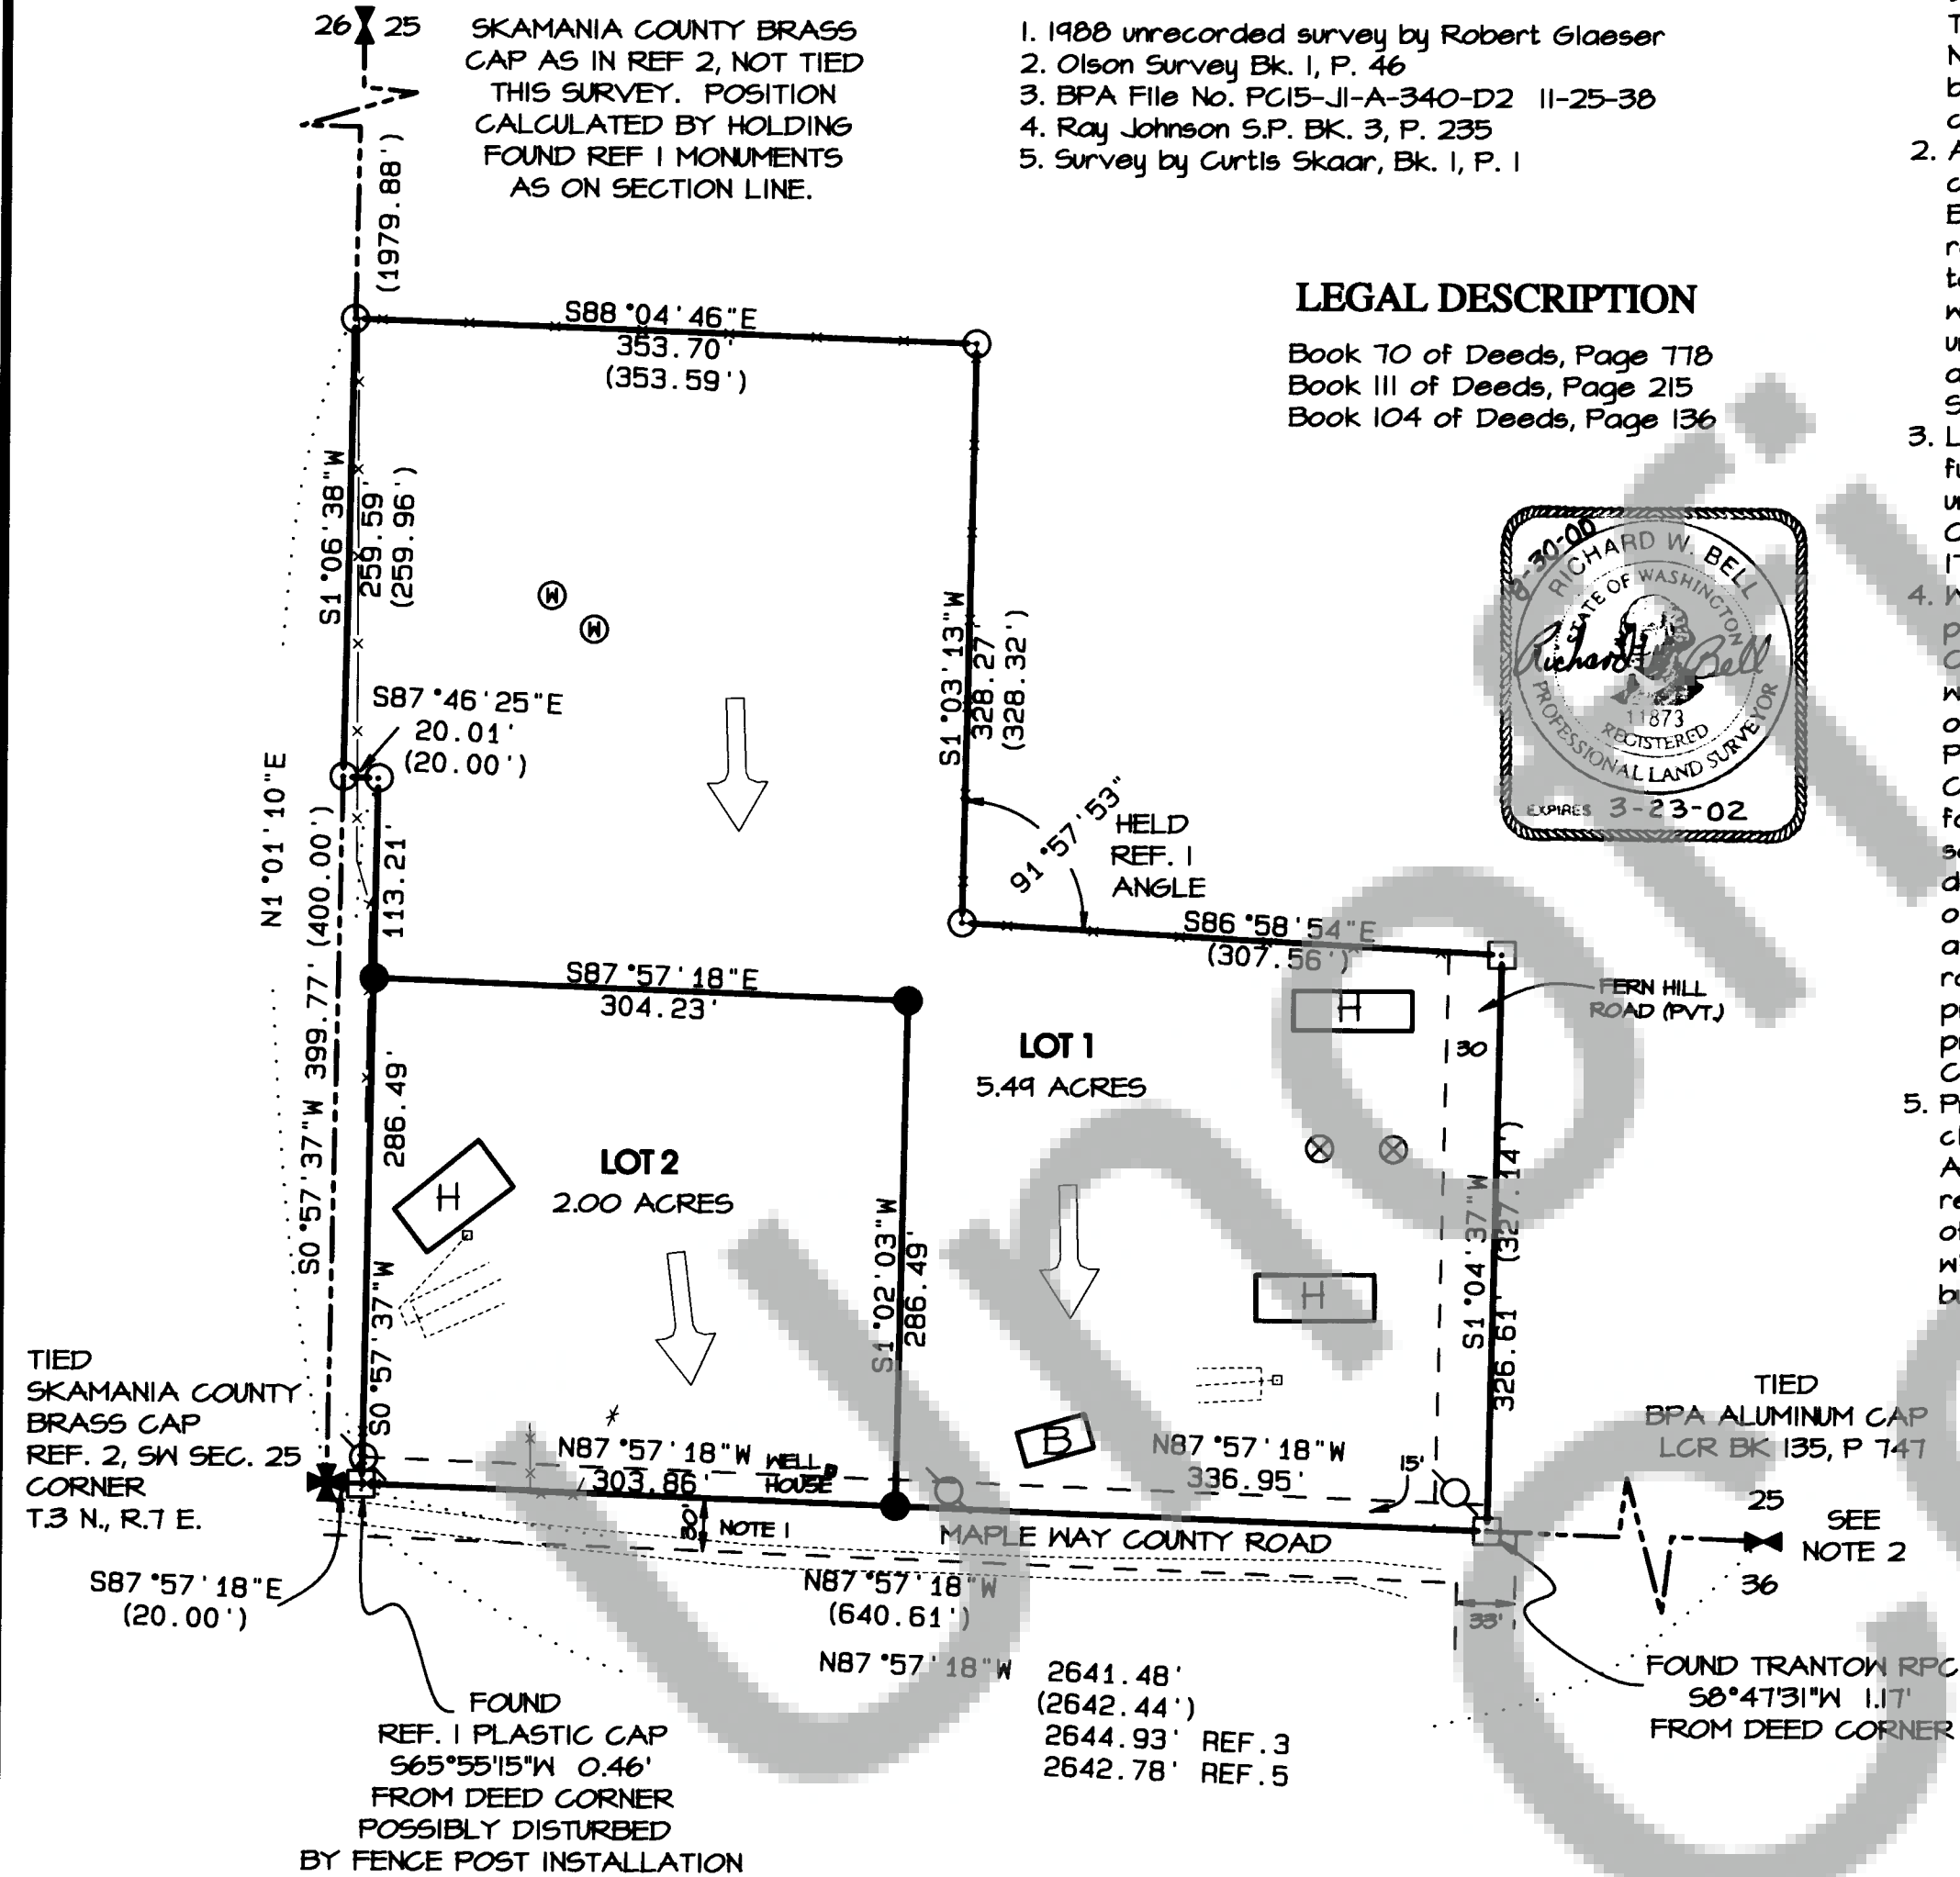 26 25
SKAMANIA COUNTY BRASS
CAP AS IN REF 2, NOT TIED
THIS SURVEY. POSITION
CALCULATED BY HOLDING
FOUND REF 1 MONUMENTS
AS ON SECTION LINE.
1. 1988 unrecorded survey by Robert Glaeser
2. Olson Survey Bk. 1, P. 46
3. BPA File No. PC15-J1-A-340-D2 11-25-38
4. Ray Johnson S.P. BK. 3, P. 235
5. Survey by Curtis Skaar, Bk. 1, P. 1
2.
3.
4.
5.
(1979.88')
LEGAL DESCRIPTION
Book 70 of Deeds, Page 778
Book 111 of Deeds, Page 215
Book 104 of Deeds, Page 136
S88°04'46"E
353.70'
(353.59')
S1°06'38"W
259.59'
(259.96')
W
W
8-30-00
RICHARD W. BELL
STATE OF WASHINGTON
Richard W Bell
11873
REGISTERED
PROFESSIONAL LAND SURVEYOR
EXPIRES 3-23-02
S1°03'13"W
328.27'
(328.32')
S87°46'25"E
20.01'
(20.00')
N1°01'10"E
91°57'53"
HELD
REF. 1
ANGLE
113.21'
S0°57'37"W 399.77' (400.00')
S86°58'54"E
(307.56')
S87°57'18"E
304.23'
FERN HILL
ROAD (PVT.)
H
30
LOT 1
5.49 ACRES
286.49'
LOT 2
2.00 ACRES
H
S0°57'37"W
S1°02'03"W
286.49'
S1°04'37"W
326.61' (327.14')
H
TIED
SKAMANIA COUNTY
BRASS CAP
REF. 2, SW SEC. 25
CORNER
T.3 N., R.7 E.
TIED
BPA ALUMINUM CAP
LCR BK 135, P 747
N87°57'18"W
303.86'
WELL
HOUSE
B
N87°57'18"W
336.95'
15'
25
36
SEE
NOTE 2
30'
NOTE 1
MAPLE WAY COUNTY ROAD
S87°57'18"E
(20.00')
N87°57'18"W
(640.61')
33'
N87°57'18"W 2641.48'
(2642.44')
2644.93' REF.3
2642.78' REF.5
FOUND TRANTOW RPC
S8°47'31"W 1.17'
FROM DEED CORNER
FOUND
REF. 1 PLASTIC CAP
S65°55'15"W 0.46'
FROM DEED CORNER
POSSIBLY DISTURBED
BY FENCE POST INSTALLATION